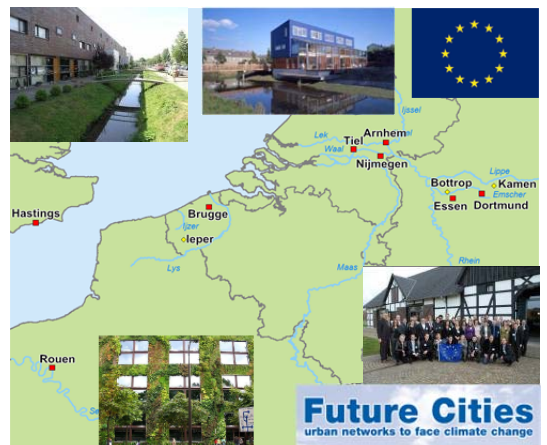 Ijssel
Lek
Waal
Arnhem
Tiel
Nijmegen
Lippe
Bottrop
Kamen
Emscher
Essen
Dortmund
Hastings
Brugge
Ijzer
Ieper
Lys
Maas
Rhein
Rouen
Future Cities
urban networks to face climate change